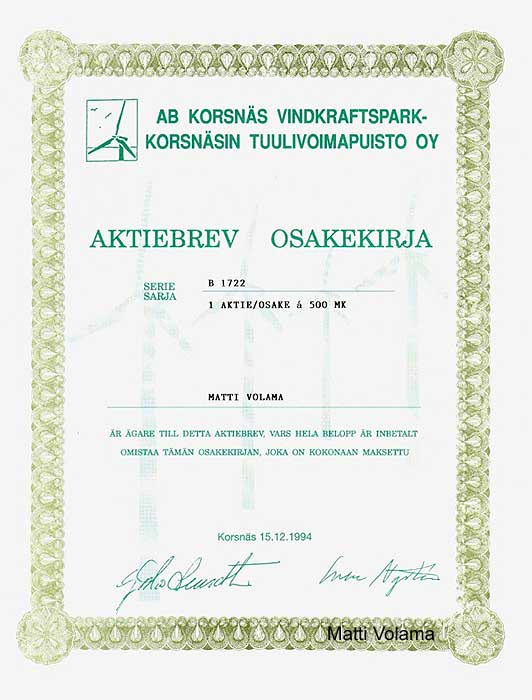 AB KORSNÄS VINDKRAFTSPARK-
KORSNÄSIN TUULIVOIMAPUISTO OY
AKTIEBREV OSAKEKIRJA
SERIE
SARJA
B 1722
1 AKTIE/OSAKE á 500 MK
MATTI VOLAMA
ÄR ÄGARE TILL DETTA AKTIEBREV, VARS HELA BELOPP ÄR INBETALT
OMISTAA TÄMÄN OSAKEKIRJAN, JOKA ON KOKONAAN MAKSETTU
Korsnäs 15.12.1994
Matti Volama